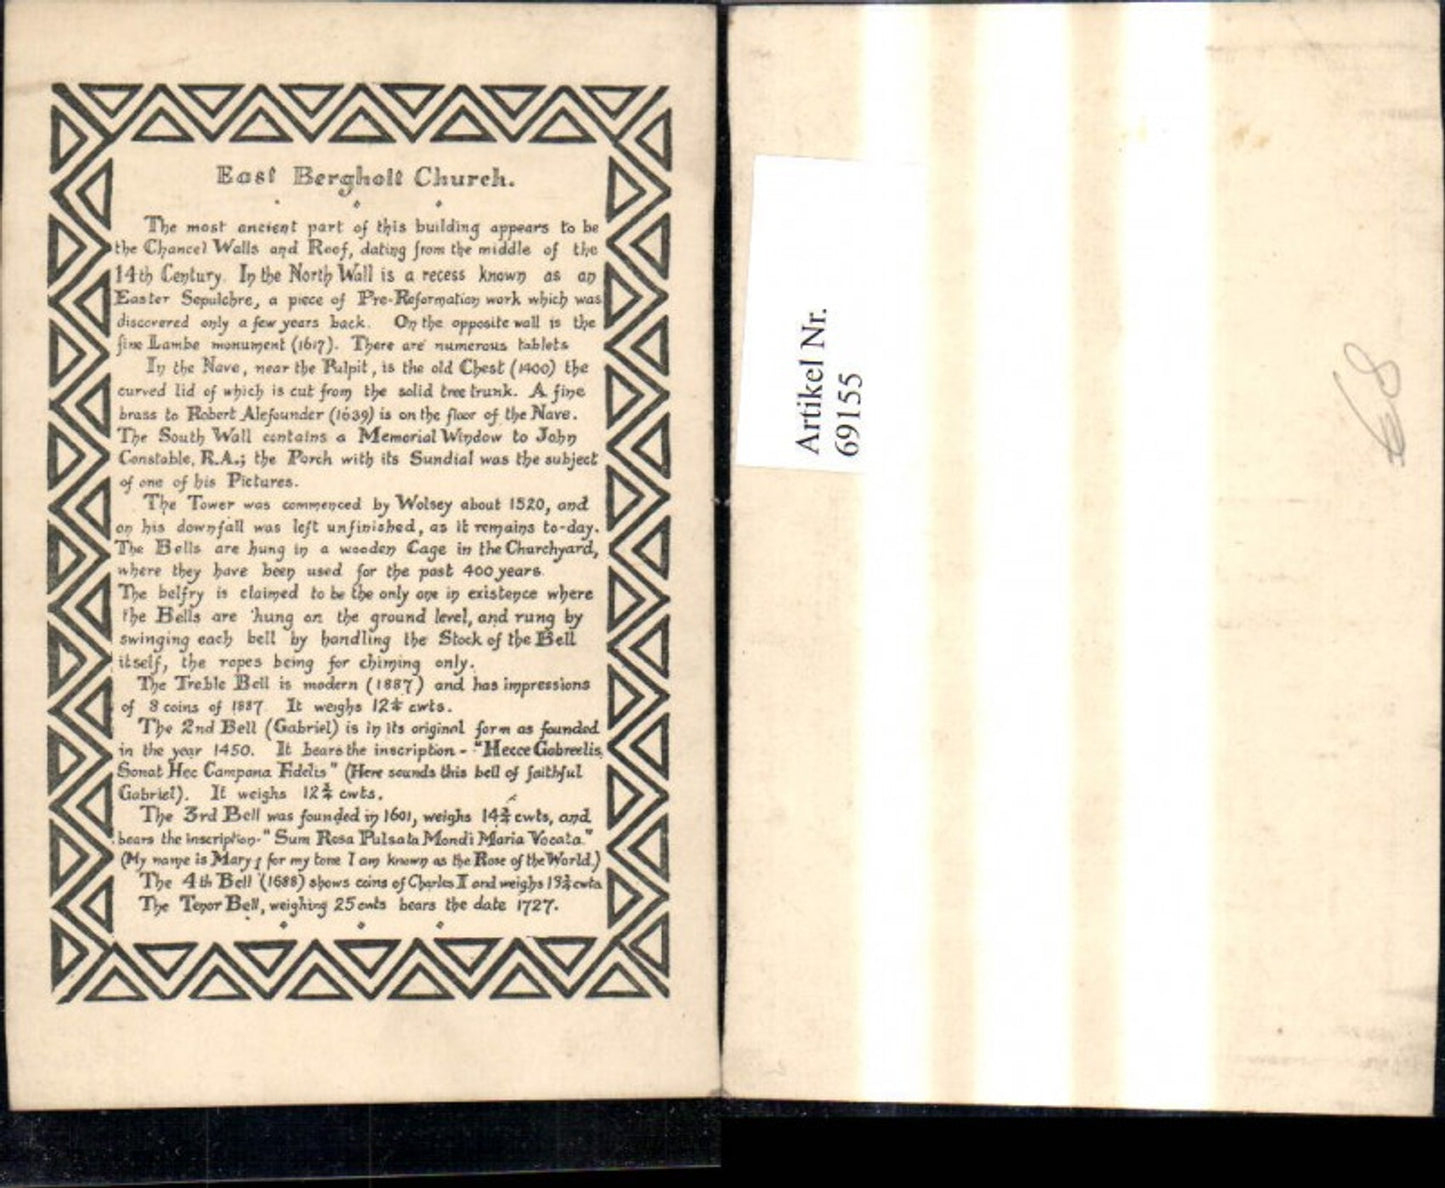 East Bergholt Church.
The most ancient part of this building appears to be
the Chancel Walls and Roof, dating from the middle of the
14th Century. In the North Wall is a recess known as an
Easter Sepulchre, a piece of Pre-Reformation work which was
discovered only a few years back. On the opposite wall is the
fine Lambe monument (1617). There are numerous tablets
In the Nave, near the Pulpit, is the old Chest (1400) the
curved lid of which is cut from the solid tree trunk. A fine
brass to Robert Alefounder (1639) is on the floor of the Nave.
The South Wall contains a Memorial Window to John
Constable, R.A.; the Porch with its Sundial was the subject
of one of his Pictures.
The Tower was commenced by Wolsey about 1520, and
on his downfall was left unfinished, as it remains to-day.
The Bells are hung in a wooden Cage in the Churchyard,
where they have been used for the past 400 years.
The belfry is claimed to be the only one in existence where
the Bells are hung on the ground level, and rung by
swinging each bell by handling the Stock of the Bell
itself, the ropes being for chiming only.
The Treble Bell is modern (1887) and has impressions
of 8 coins of 1887. It weighs cwts.
The 2nd Bell (Gabriel) is in its original form as founded
in the year 1450. It bears the inscription - "Hecce Gabreelis
Sonat Hec Campana Fidelis" (Here sounds this bell of faithful
Gabriel). It weighs 12¾ cwts.
The 3rd Bell was founded in 1601, weighs 14¾ cwts, and
bears the inscription - "Sum Rosa Pulsata Mondi Maria Vocata."
(My name is Mary; for my tone I am known as the Rose of the World.)
The 4th Bell (1688) shows coins of Charles II and weighs cwts
The Tenor Bell, weighing 25 cwts bears the date 1727.
Artikel Nr.
69155